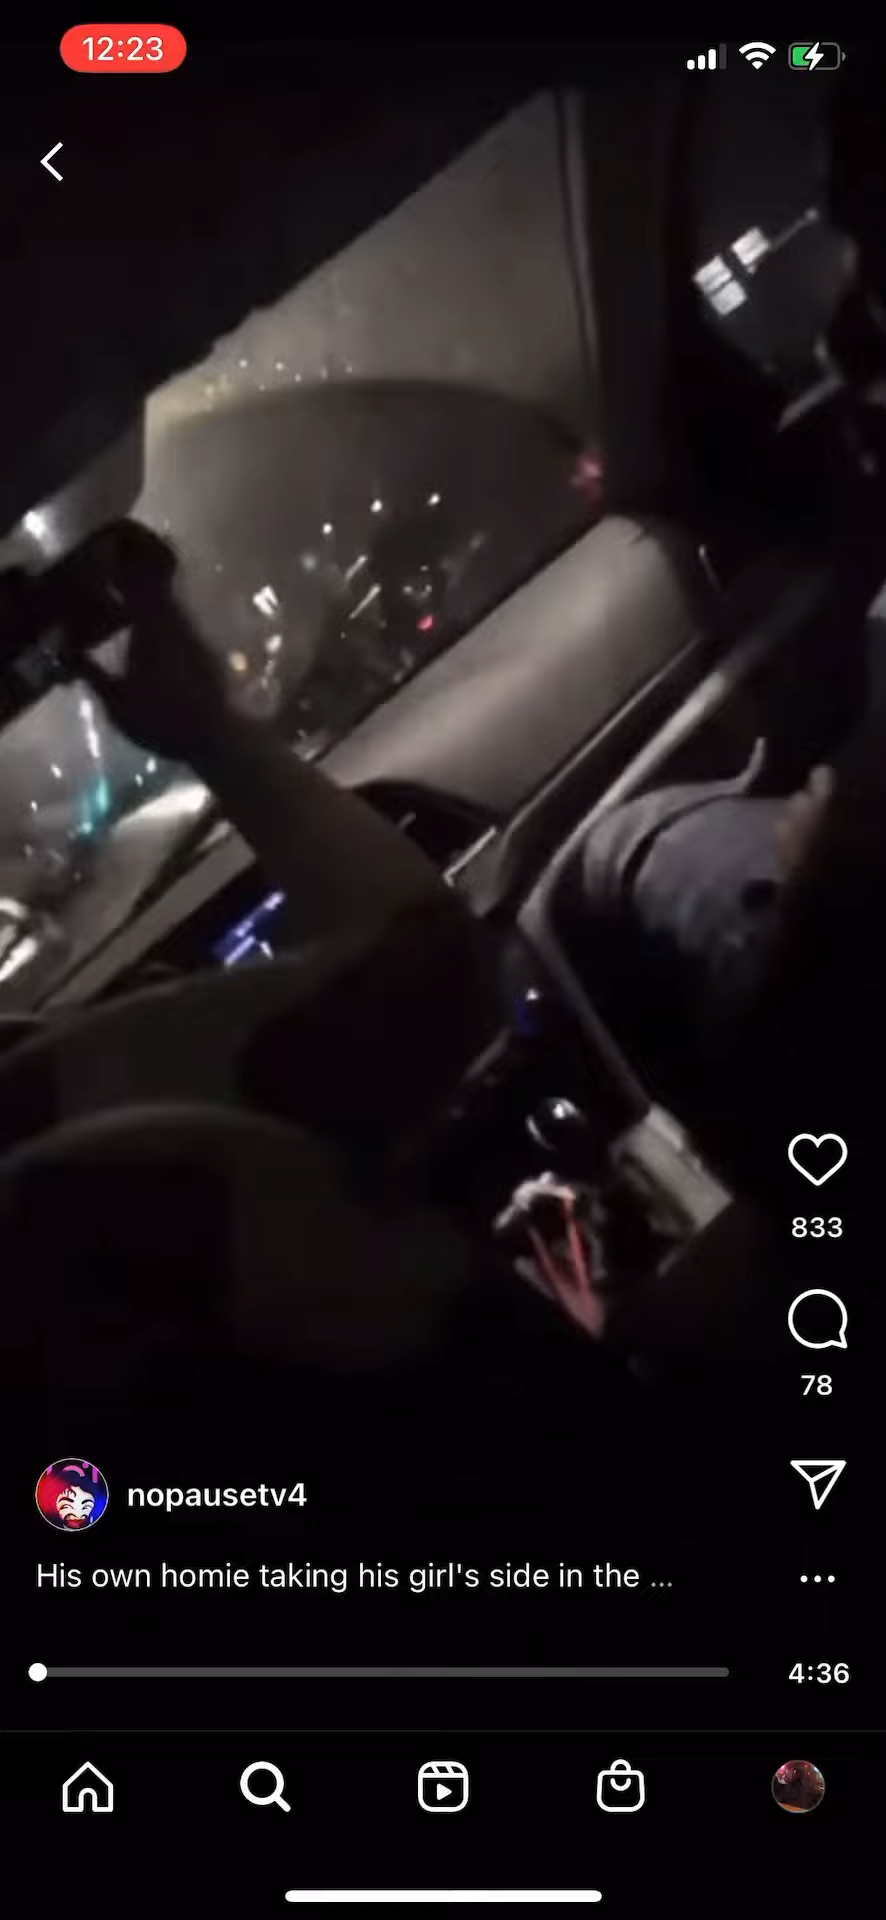 12:23
833
78
nopausetv4
His own homie taking his girl's side in the ...
4:36